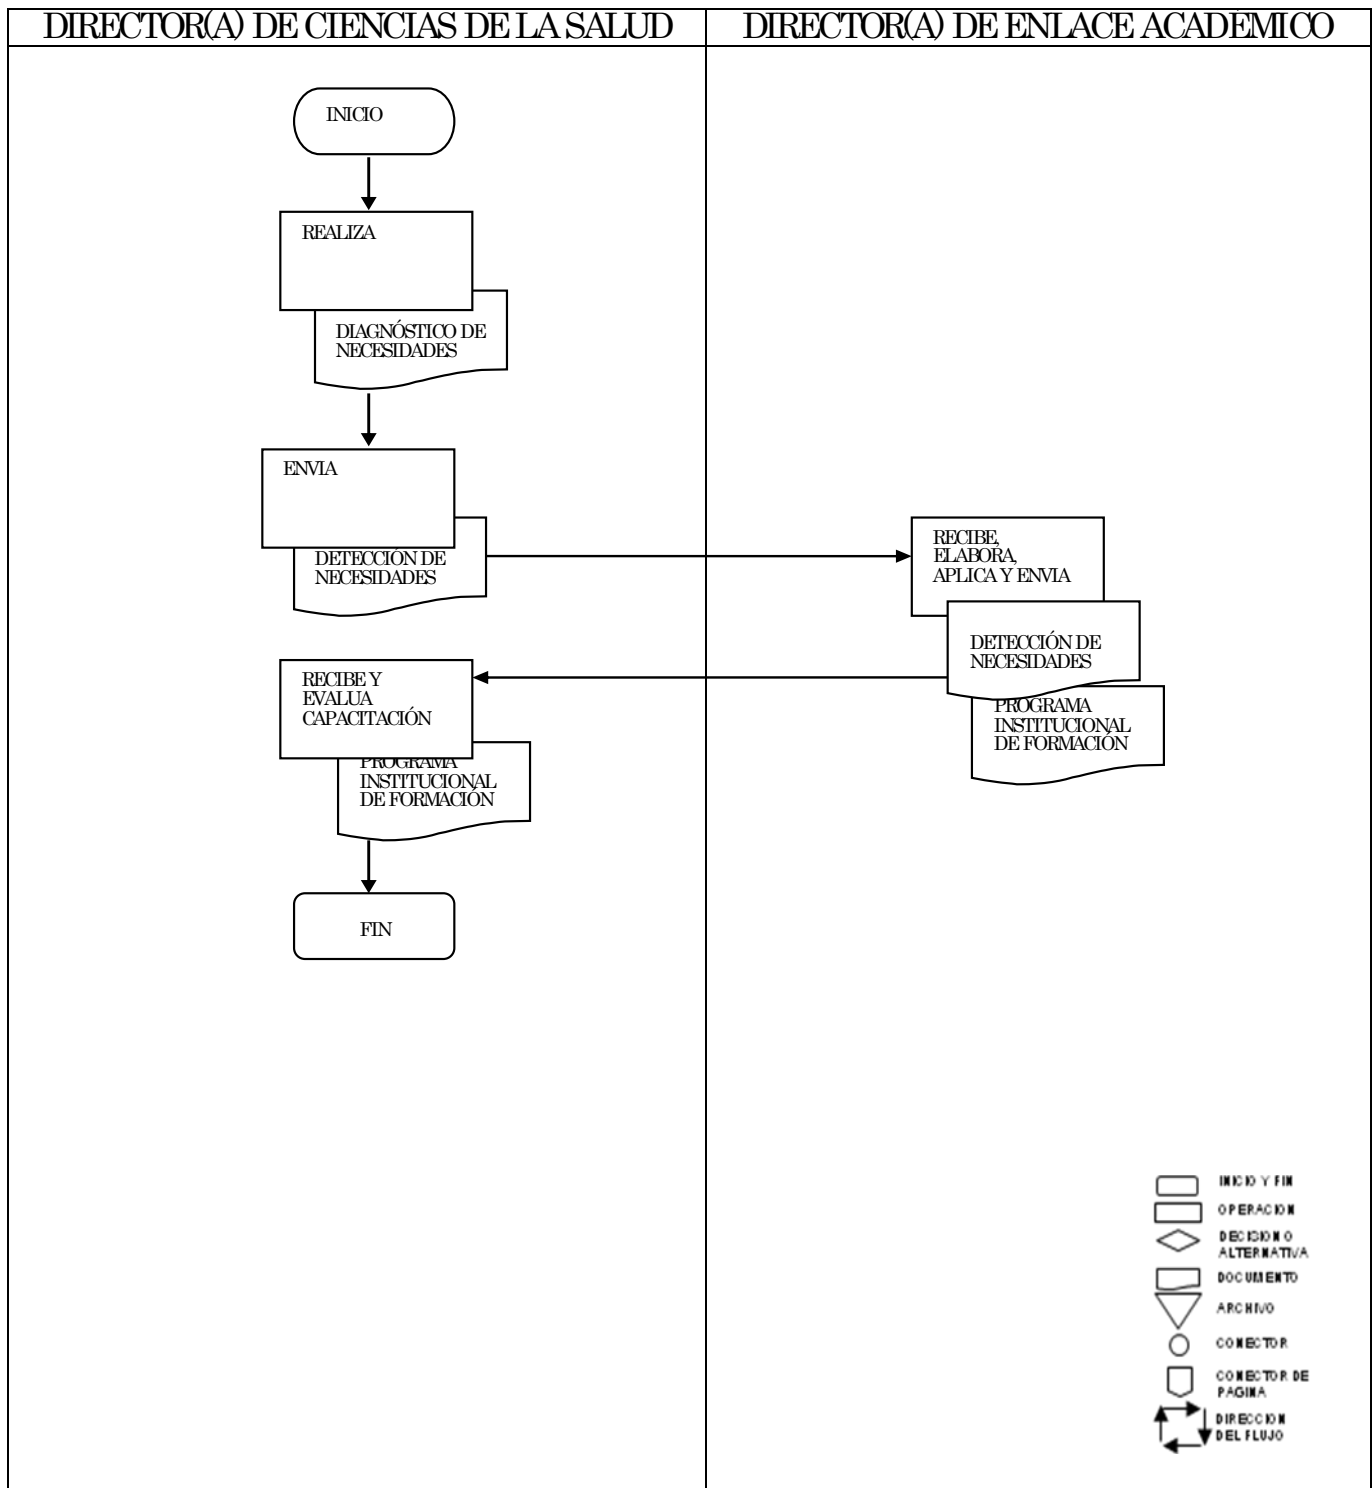 DIRECTOR(A) DE CIENCIAS DE LA SALUD
DIRECTOR(A) DE ENLACE ACADÉMICO
INICIO
REALIZA
DIAGNÓSTICO DE
NECESIDADES
ENVIA
DETECCIÓN DE
NECESIDADES
RECIBE,
ELABORA,
APLICA Y ENVIA
DETECCIÓN DE
NECESIDADES
PROGRAMA
INSTITUCIONAL
DE FORMACIÓN
RECIBE Y
EVALUA
CAPACITACIÓN
PROGRAMA
INSTITUCIONAL
DE FORMACIÓN
FIN
INICIO Y FIN
OPERACION
DECISION O
ALTERNATIVA
DOCUMENTO
ARCHIVO
CONECTOR
CONECTOR DE
PAGINA
DIRECCION
DEL FLUJO